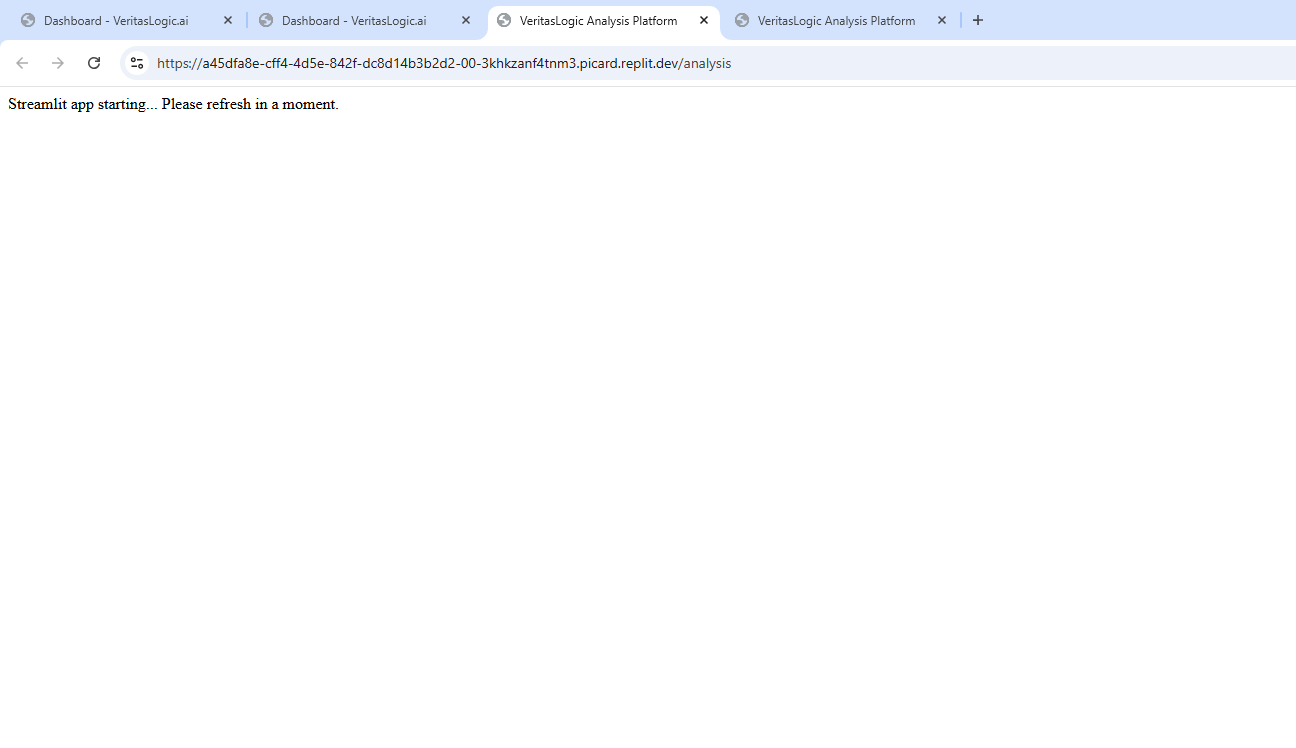 Dashboard - VeritasLogic.ai
Dashboard - VeritasLogic.ai
VeritasLogic Analysis Platform
VeritasLogic Analysis Platform
https://a45dfa8e-cff4-4d5e-842f-dc8d14b3b2d2-00-3khkzanf4tnm3.picard.replit.dev/analysis
Streamlit app starting... Please refresh in a moment.